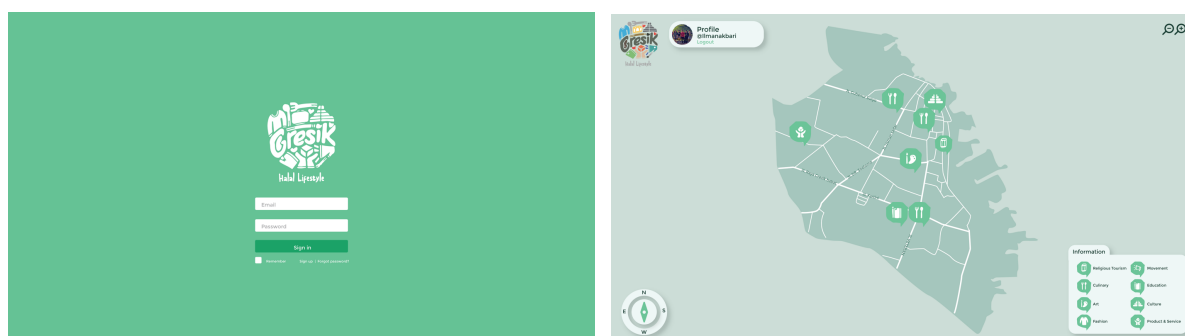 Mi
Gresik
Halal Lifestyle
Email
Password
Sign in
Remember
Sign up
Forgot password?
Gresik
Halal Lifestyle
Profile
@ilmanakbari
Logout
N
E
S
W
Information
Religious Tourism
Movement
Culinary
Education
Art
Culture
Fashion
Product & Service